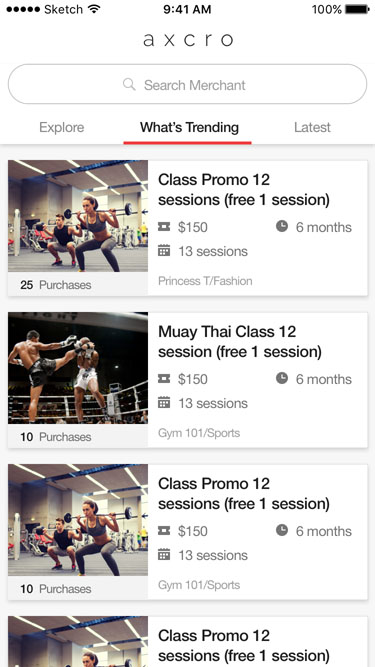 Sketch 9:41 AM 100%
axcro
Search Merchant
Explore What's Trending Latest
Class Promo 12
sessions (free 1 session)
$150 6 months
13 sessions
25 Purchases
Princess T/Fashion
Muay Thai Class 12
session (free 1 session)
$150 6 months
13 sessions
10 Purchases
Gym 101/Sports
Class Promo 12
sessions (free 1 session)
$150 6 months
13 sessions
10 Purchases
Gym 101/Sports
Class Promo 12
sessions (free 1 session)